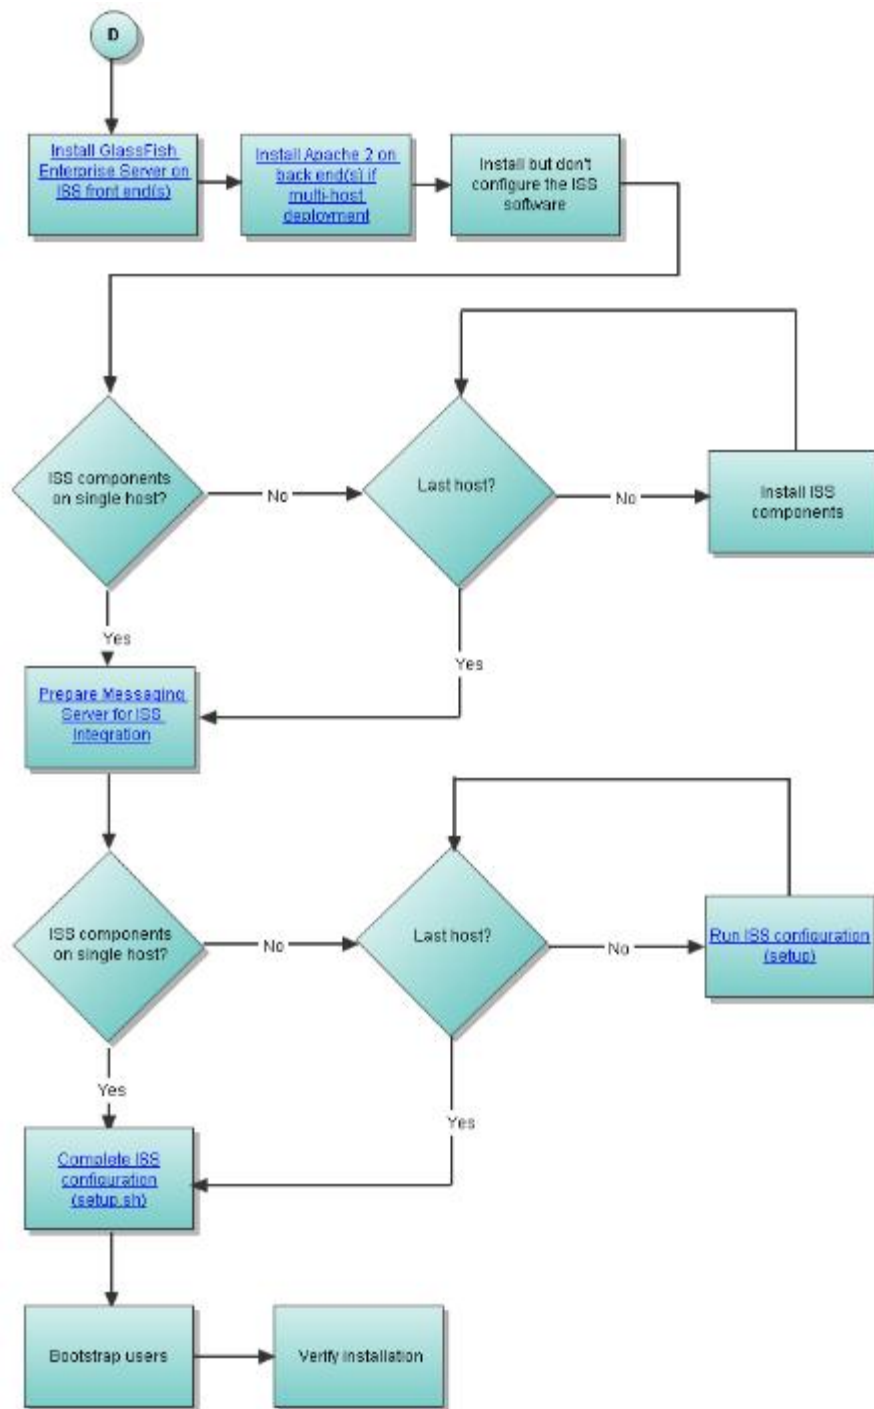 D
Install GlassFish
Enterprise Server on
ISS front end(s)
Install Apache 2 on
back end(s) if
multi-host
deployment
Install but don't
configure the ISS
software
ISS components
on single host?
No
Last host?
No
Install ISS
components
Yes
Yes
Prepare Messaging
Server for ISS
Integration
ISS components
on single host?
No
Last host?
No
Run ISS configuration
(setup)
Yes
Yes
Complete ISS
configuration
(setup.sh)
Bootstrap users
Verify installation